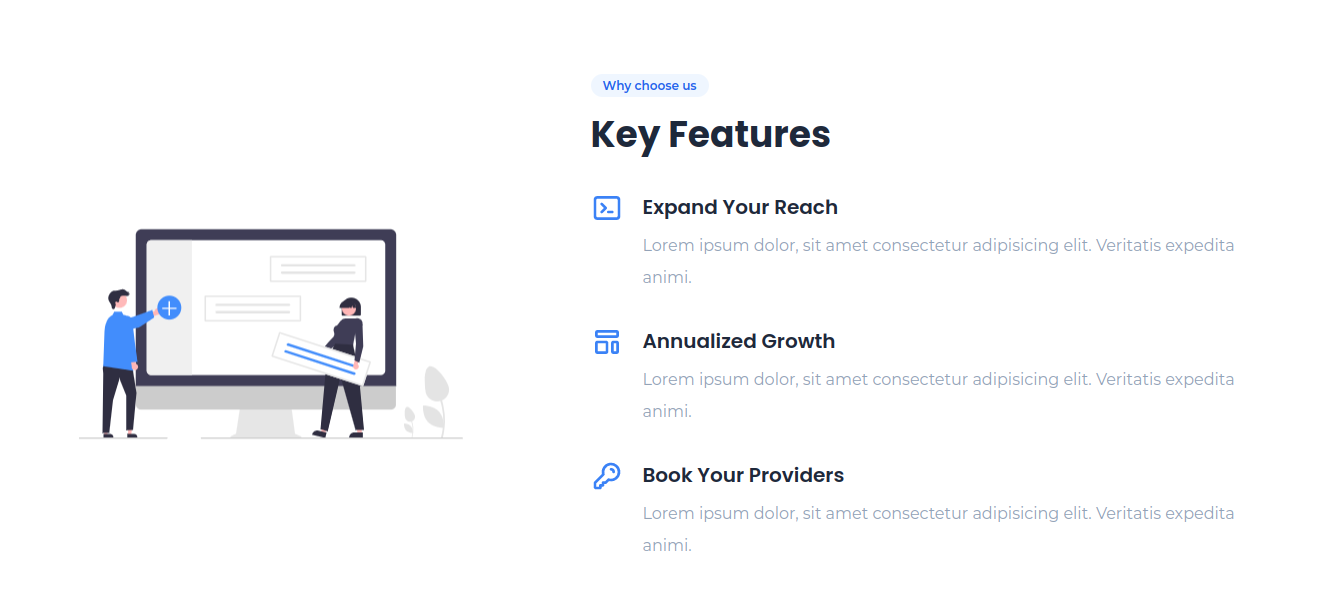 Why choose us
Key Features
Expand Your Reach
Lorem ipsum dolor, sit amet consectetur adipisicing elit. Veritatis expedita
animi.
Annualized Growth
Lorem ipsum dolor, sit amet consectetur adipisicing elit. Veritatis expedita
animi.
Book Your Providers
Lorem ipsum dolor, sit amet consectetur adipisicing elit. Veritatis expedita
animi.